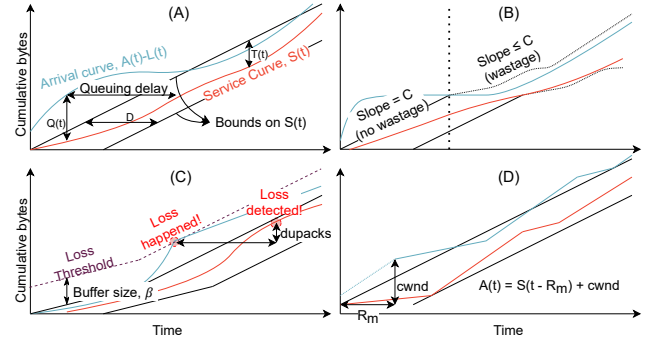 (A)
Cumulative bytes
Arrival curve, A(t)-L(t)
T(t)
Queuing delay
Service Curve, S(t)
Q(t)
D
Bounds on S(t)
(B)
Slope ≤ C
(wastage)
Slope = C
(no wastage)
(C)
Cumulative bytes
Loss
happened!
Loss
detected!
Loss
Threshold
dupacks
Buffer size, β
Time
(D)
cwnd
A(t) = S(t - Rm) + cwnd
Rm
Time